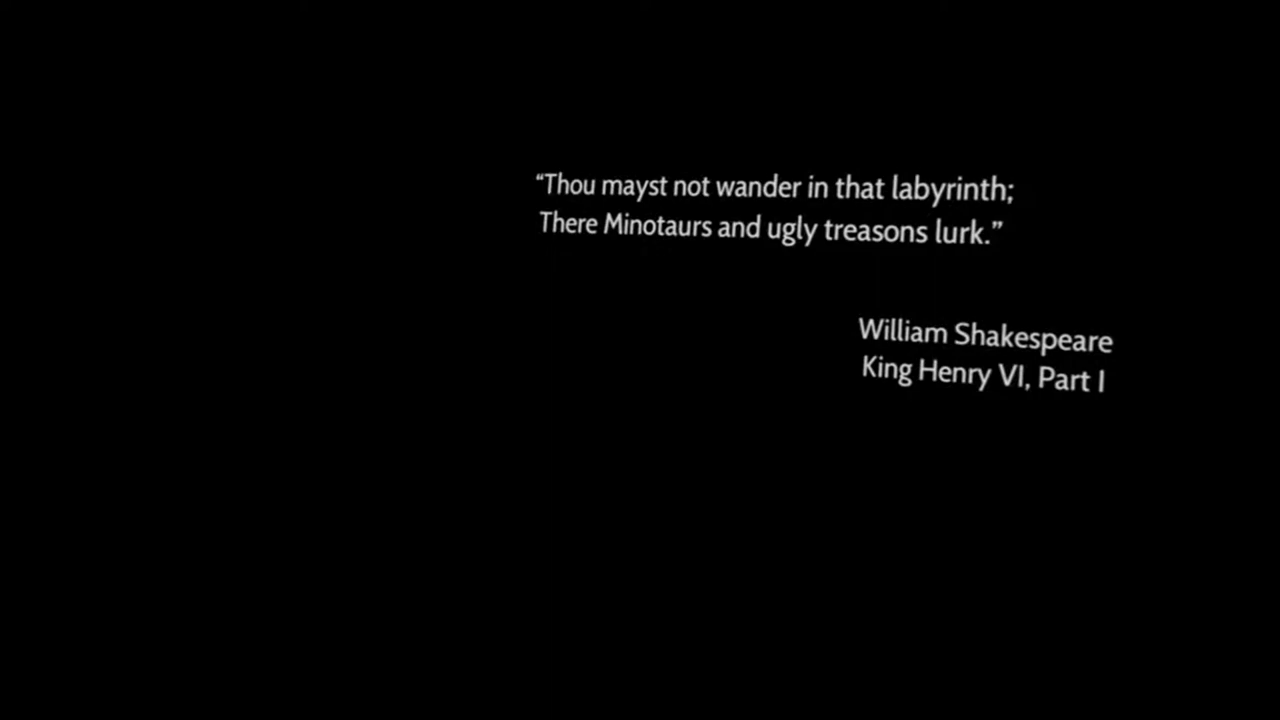 “Thou mayst not wander in that labyrinth;
There Minotaurs and ugly treasons lurk.”
William Shakespeare
King Henry VI, Part I